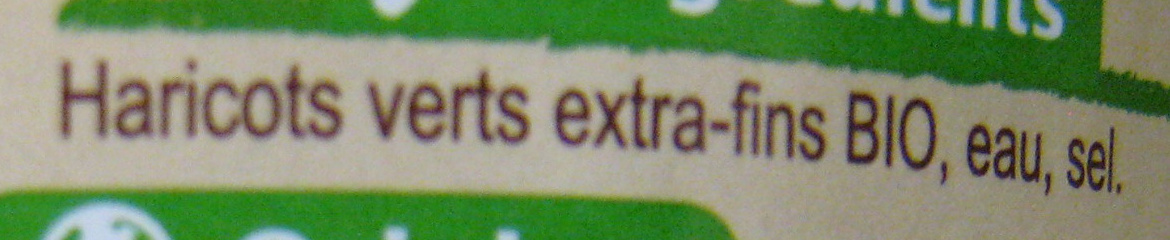 Haricots verts extra-fins BIO, eau, sel.